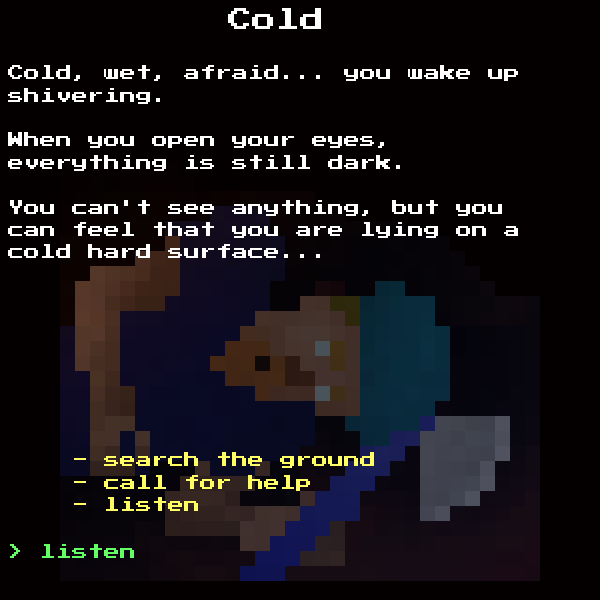 Cold
Cold, wet, afraid... you wake up
shivering.
When you open your eyes,
everything is still dark.
You can't see anything, but you
can feel that you are lying on a
cold hard surface...
- search the ground
- call for help
- listen
> listen